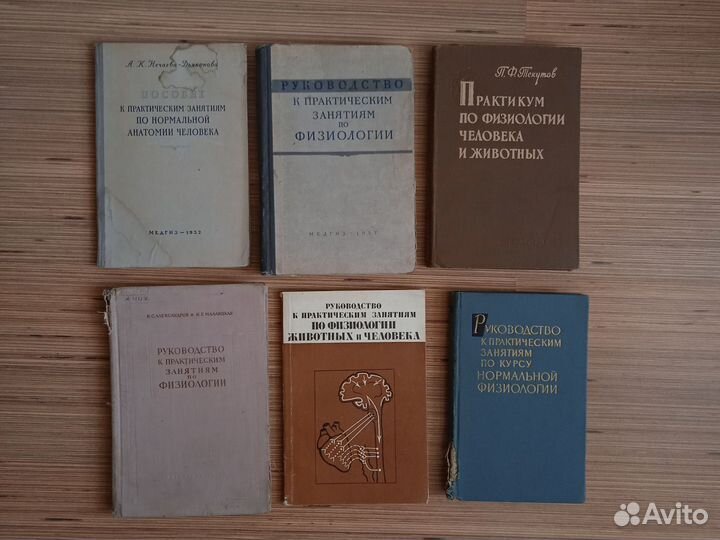 А. К. Нечаева-Дьяконова
ПОСОБИЕ
К ПРАКТИЧЕСКИМ ЗАНЯТИЯМ
ПО НОРМАЛЬНОЙ
АНАТОМИИ ЧЕЛОВЕКА
МЕДГИЗ — 1952
РУКОВОДСТВО
К ПРАКТИЧЕСКИМ
ЗАНЯТИЯМ
ПО
ФИЗИОЛОГИИ
МЕДГИЗ — 1957
П. Ф. Текутов
ПРАКТИКУМ
ПО ФИЗИОЛОГИИ
ЧЕЛОВЕКА
И ЖИВОТНЫХ
РУКОВОДСТВО
К ПРАКТИЧЕСКИМ
ЗАНЯТИЯМ
ПО
ФИЗИОЛОГИИ
РУКОВОДСТВО
К ПРАКТИЧЕСКИМ ЗАНЯТИЯМ
ПО ФИЗИОЛОГИИ
ЖИВОТНЫХ И ЧЕЛОВЕКА
РУКОВОДСТВО
К ПРАКТИЧЕСКИМ
ЗАНЯТИЯМ
ПО КУРСУ
НОРМАЛЬНОЙ
ФИЗИОЛОГИИ
Avito